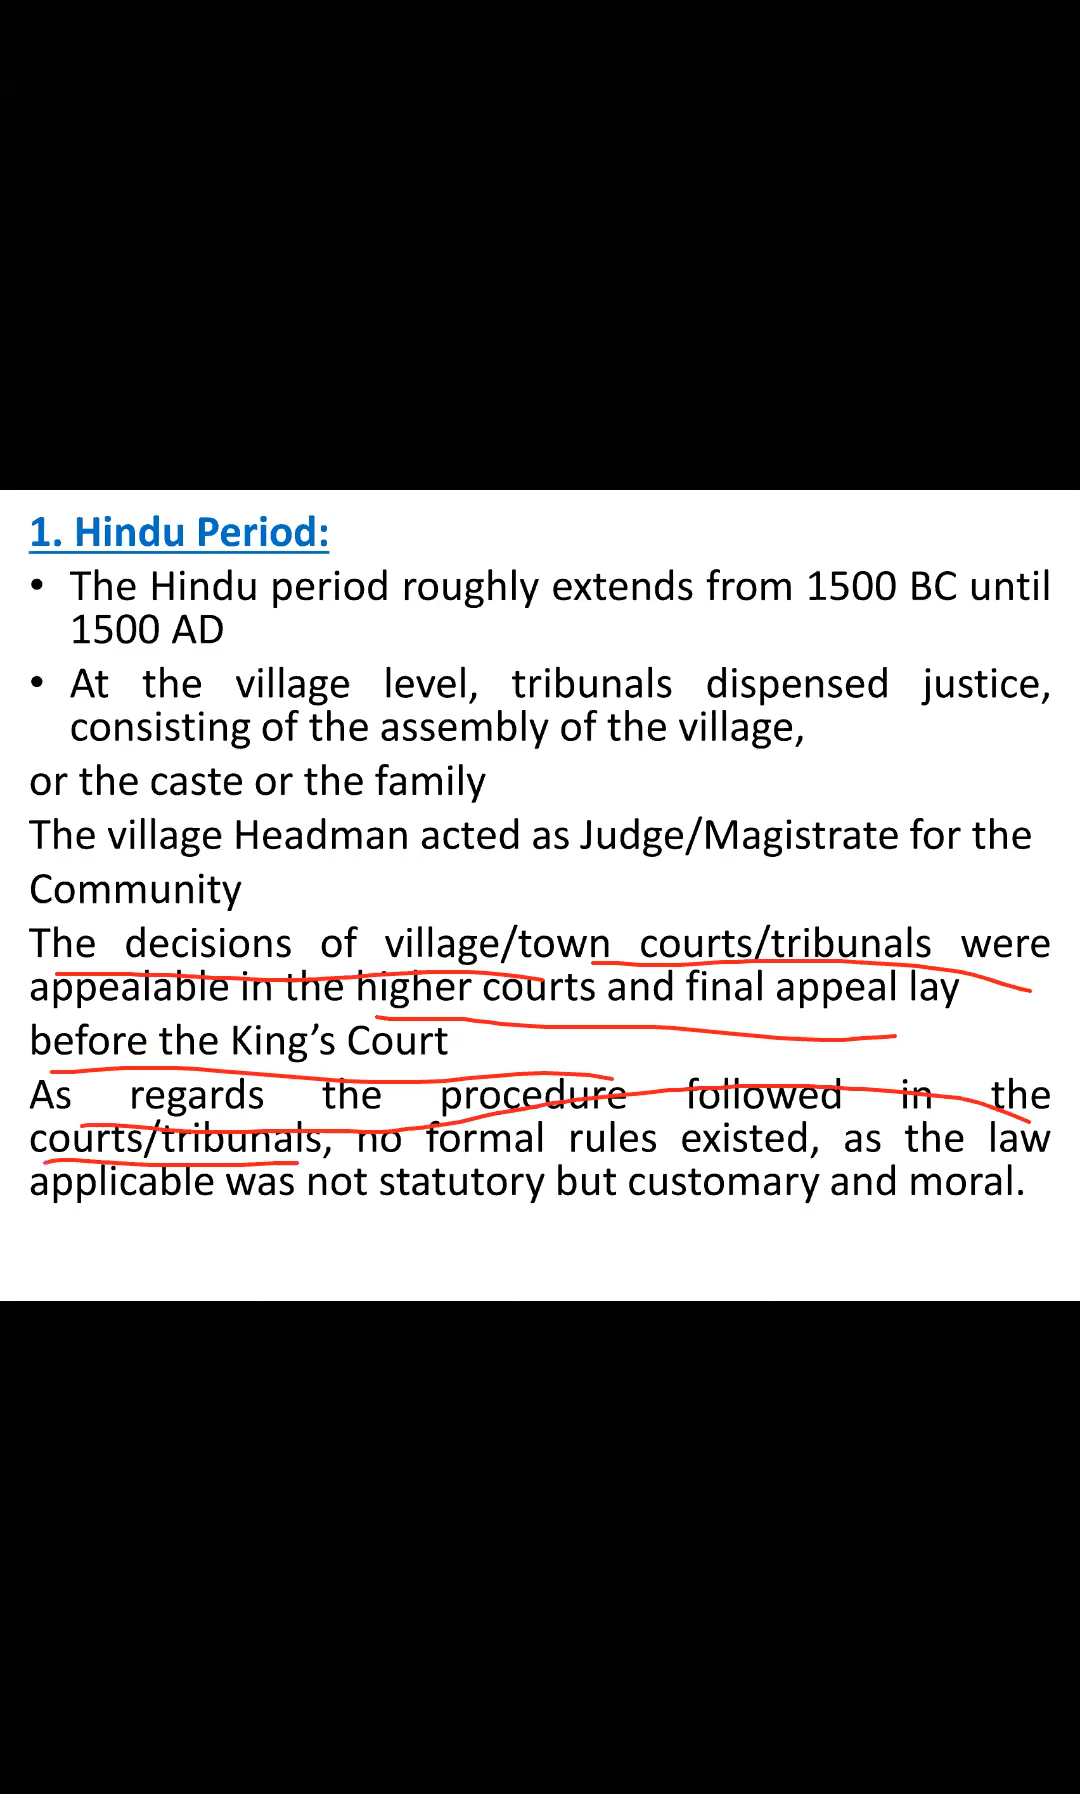 1. Hindu Period:
• The Hindu period roughly extends from 1500 BC until
1500 AD
• At the village level, tribunals dispensed justice,
consisting of the assembly of the village,
or the caste or the family
The village Headman acted as Judge/Magistrate for the
Community
The decisions of village/town courts/tribunals were
appealable in the higher courts and final appeal lay
before the King’s Court
As regards the procedure followed in the
courts/tribunals, no formal rules existed, as the law
applicable was not statutory but customary and moral.